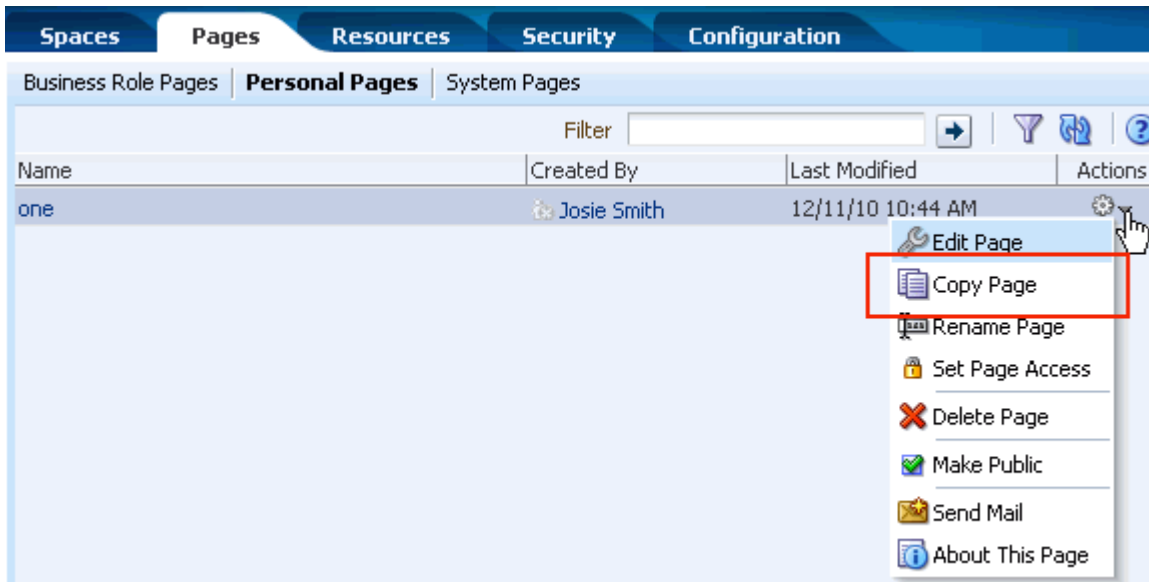 Spaces Pages Resources Security Configuration
Business Role Pages Personal Pages System Pages
Filter
Name Created By Last Modified Actions
one Josie Smith 12/11/10 10:44 AM
Edit Page
Copy Page
Rename Page
Set Page Access
Delete Page
Make Public
Send Mail
About This Page